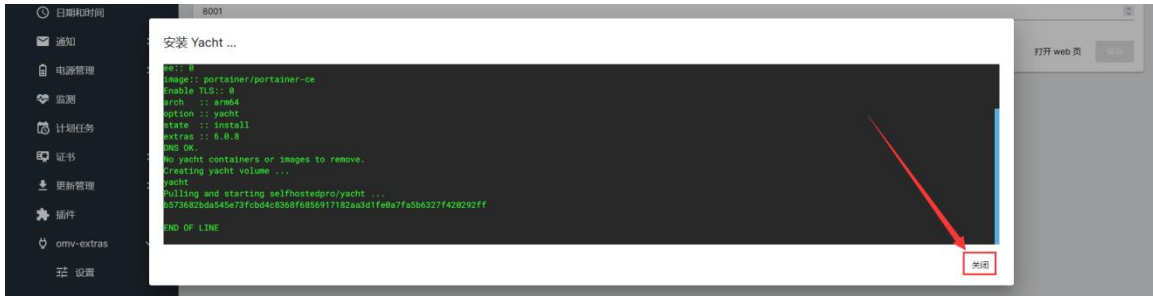 日期和时间
8001
通知
安装 Yacht ...
打开 web 页
保存
电源管理
ee:: 0
image:: portainer/portainer-ce
Enable TLS:: 0
监测
arch :: arm64
option :: yacht
计划任务
state :: install
extras :: 6.0.8
DNS OK.
证书
No yacht containers or images to remove.
Creating yacht volume ...
yacht
更新管理
Pulling and starting selfhostedpro/yacht ...
b573682bda545e73fcbd4c8368f6856917182aa3d1fe0a7fa5b6327f420292ff
插件
END OF LINE
omv-extras
关闭
设置